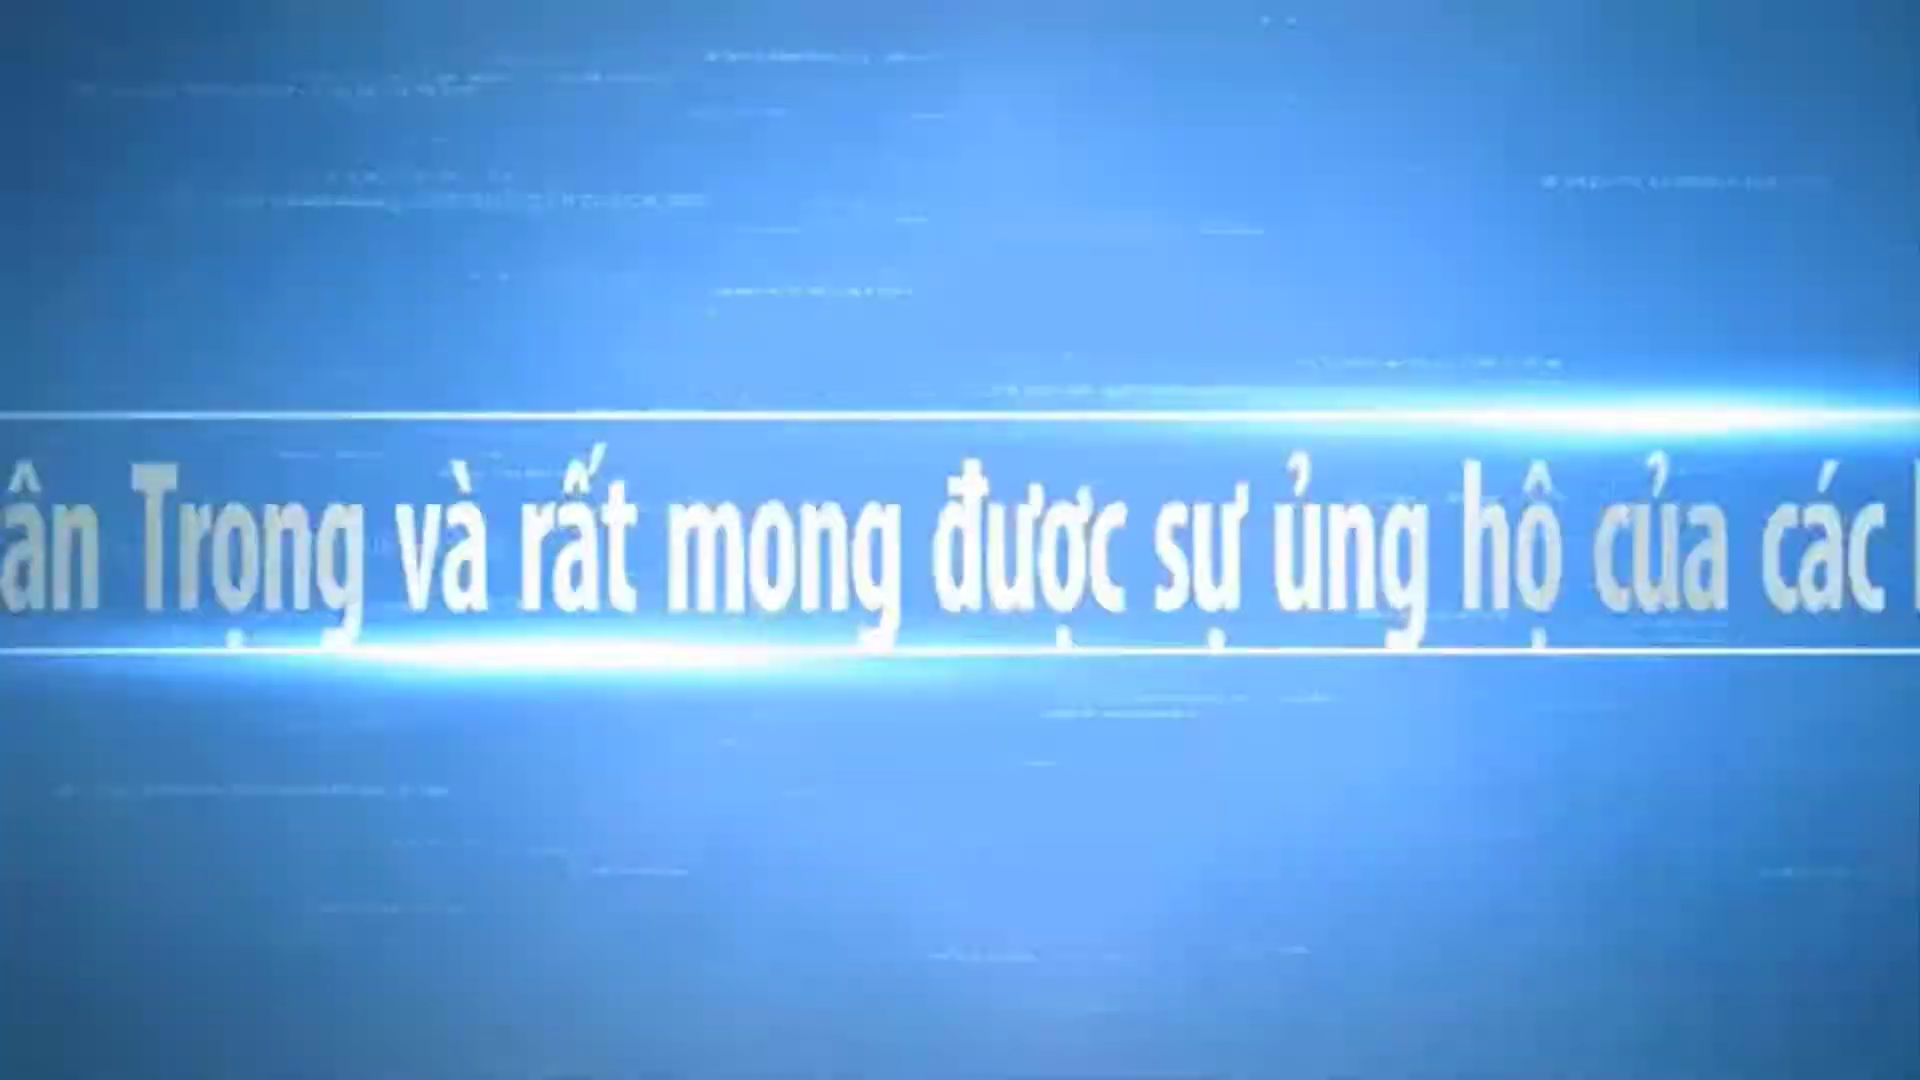 ân Trọng và rất mong được sự ủng hộ của các